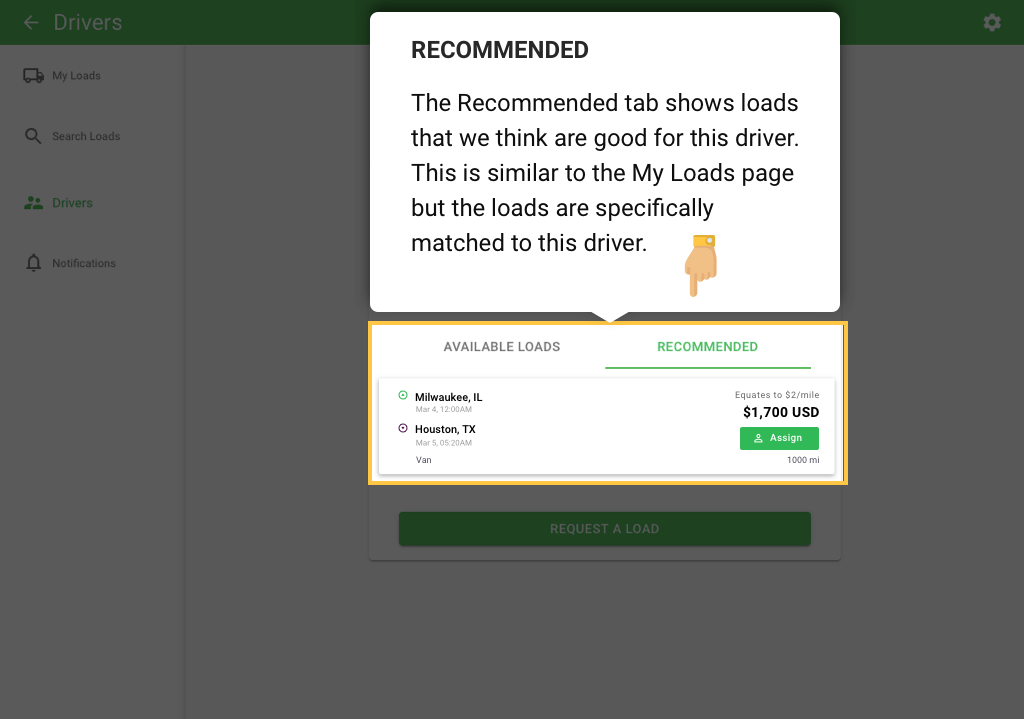 Drivers
My Loads
Search Loads
Drivers
Notifications
RECOMMENDED
The Recommended tab shows loads
that we think are good for this driver.
This is similar to the My Loads page
but the loads are specifically
matched to this driver.
AVAILABLE LOADS
RECOMMENDED
Milwaukee, IL
Mar 4, 12:00AM
Houston, TX
Mar 5, 05:20AM
Van
Equates to $2/mile
$1,700 USD
Assign
1000 mi
REQUEST A LOAD